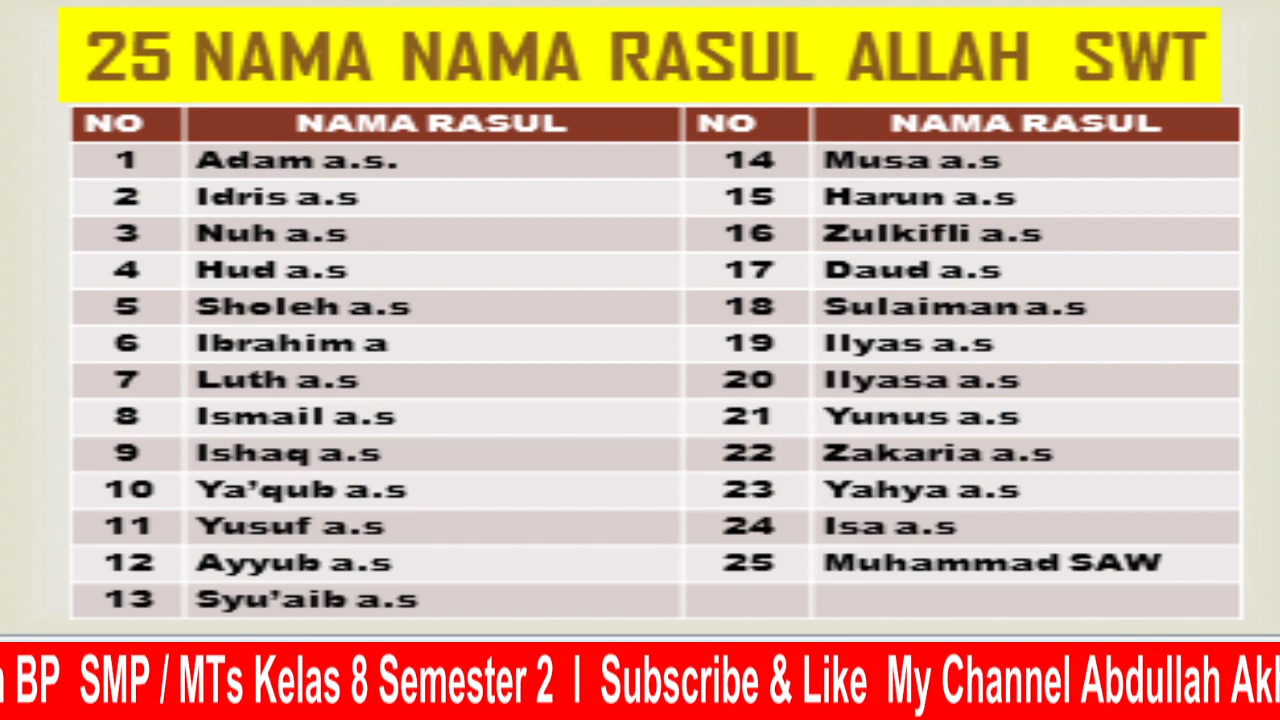 25 NAMA NAMA RASUL ALLAH SWT
NO NAMA RASUL NO NAMA RASUL
1 Adam a.s. 14 Musa a.s
2 Idris a.s 15 Harun a.s
3 Nuh a.s 16 Zulkifli a.s
4 Hud a.s 17 Daud a.s
5 Sholeh a.s 18 Sulaiman a.s
6 Ibrahim a 19 Ilyas a.s
7 Luth a.s 20 Ilyasa a.s
8 Ismail a.s 21 Yunus a.s
9 Ishaq a.s 22 Zakaria a.s
10 Ya’qub a.s 23 Yahya a.s
11 Yusuf a.s 24 Isa a.s
12 Ayyub a.s 25 Muhammad SAW
13 Syu’aib a.s
BP SMP / MTs Kelas 8 Semester 2 I Subscribe & Like My Channel Abdullah